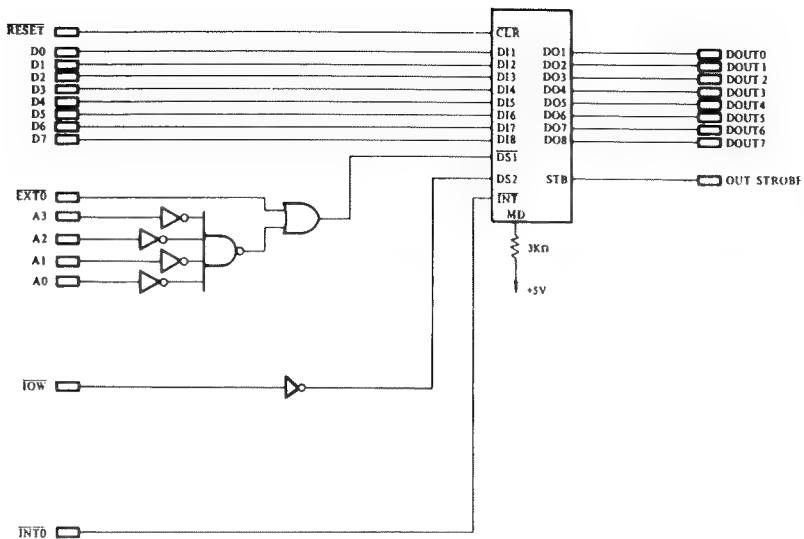 RESET
CLR
D0 DI1 DO1 DOUT0
D1 DI2 DO2 DOUT1
D2 DI3 DO3 DOUT2
D3 DI4 DO4 DOUT3
D4 DI5 DO5 DOUT4
D5 DI6 DO6 DOUT5
D6 DI7 DO7 DOUT6
D7 DI8 DO8 DOUT7
DS1
DS2 STB OUT STROBE
EXT0
INT
A3
MD
A2
3KΩ
A1
A0
+5V
IOW
INT0